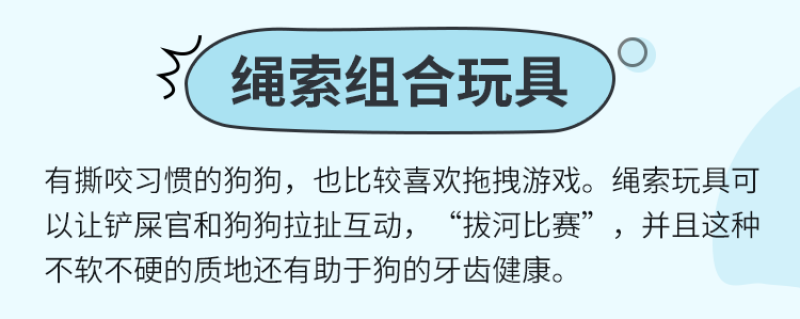 绳索组合玩具
有撕咬习惯的狗狗，也比较喜欢拖拽游戏。绳索玩具可
以让铲屎官和狗狗拉扯互动，“拔河比赛”，并且这种
不软不硬的质地还有助于狗的牙齿健康。